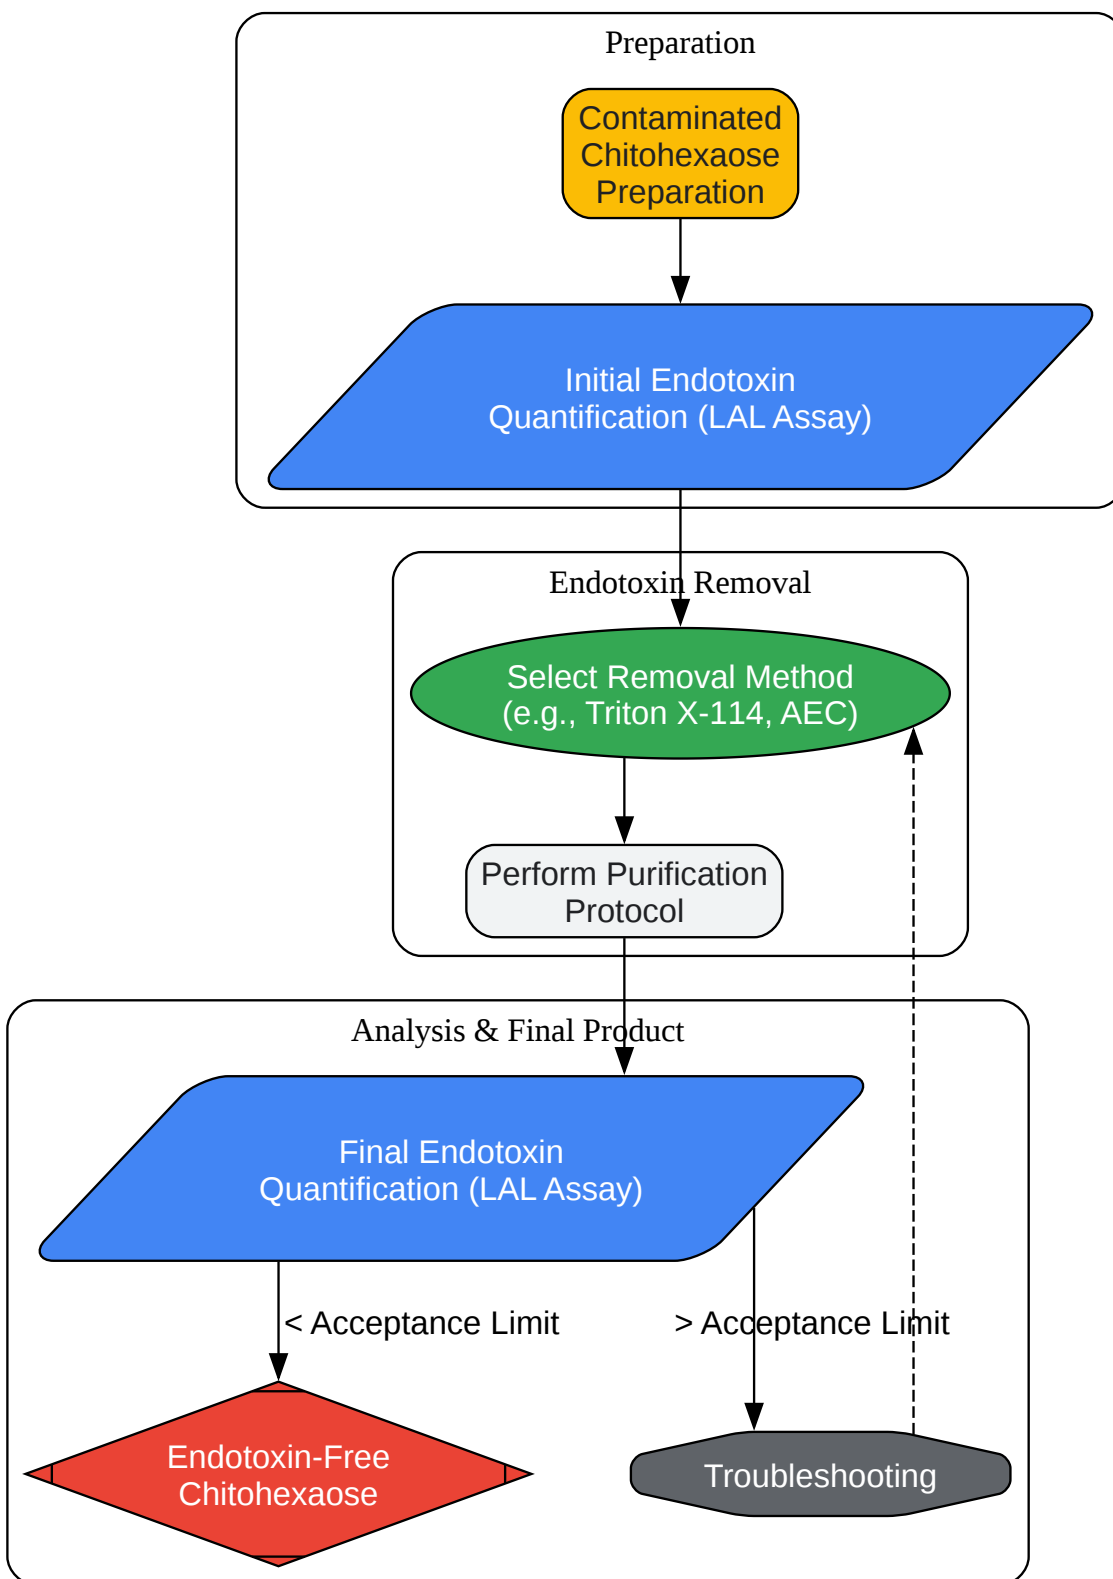 Preparation
Contaminated
Chitohexaose
Preparation
Initial Endotoxin
Quantification (LAL Assay)
Endotoxin Removal
Select Removal Method
(e.g., Triton X-114, AEC)
Perform Purification
Protocol
Analysis & Final Product
Final Endotoxin
Quantification (LAL Assay)
< Acceptance Limit
> Acceptance Limit
Endotoxin-Free
Chitohexaose
Troubleshooting